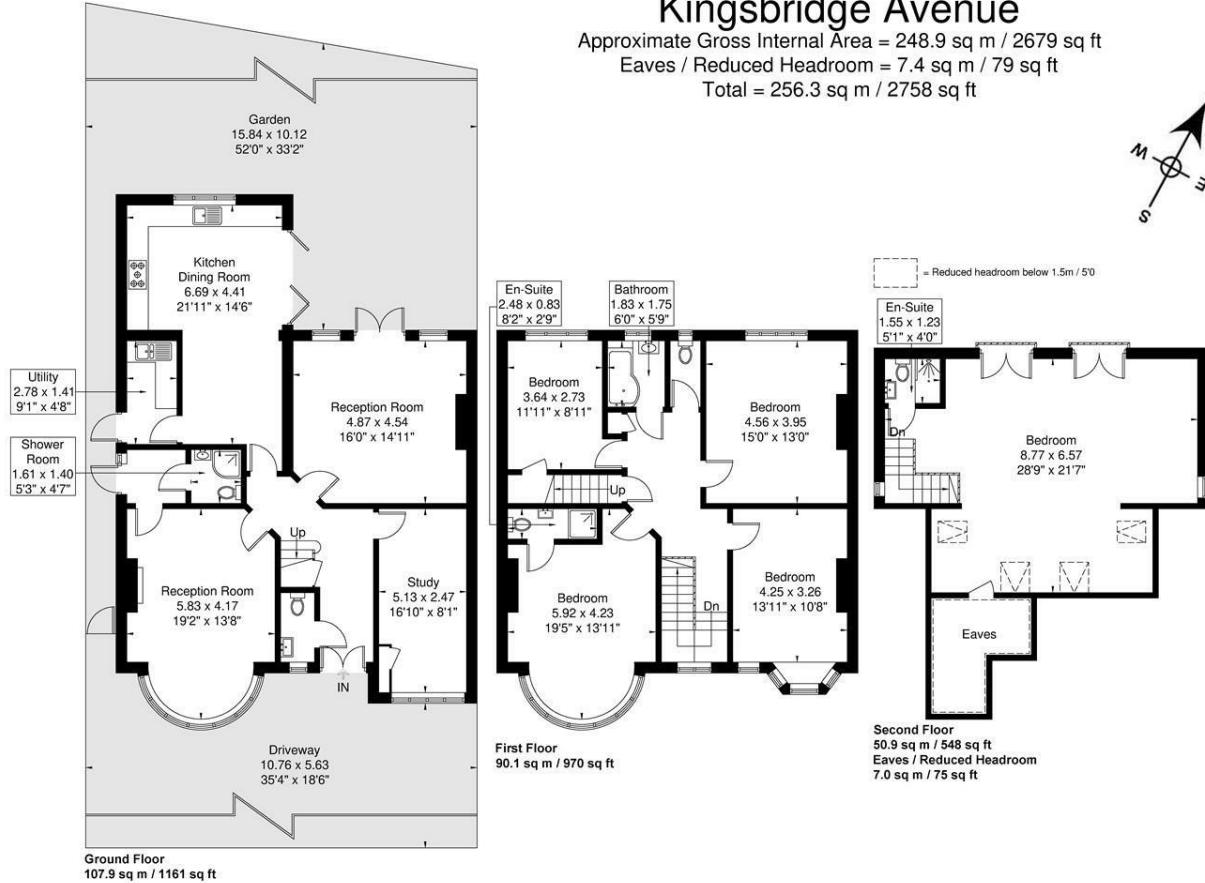 Kingsbridge Avenue
Approximate Gross Internal Area = 248.9 sq m / 2679 sq ft
Eaves / Reduced Headroom = 7.4 sq m / 79 sq ft
Total = 256.3 sq m / 2758 sq ft
W
E
S
= Reduced headroom below 1.5m / 5'0
Garden
15.84 x 10.12
52'0" x 33'2"
Kitchen
Dining Room
6.69 x 4.41
21'11" x 14'6"
Utility
2.78 x 1.41
9'1" x 4'8"
Shower
Room
1.61 x 1.40
5'3" x 4'7"
Reception Room
4.87 x 4.54
16'0" x 14'11"
Up
Reception Room
5.83 x 4.17
19'2" x 13'8"
Study
5.13 x 2.47
16'10" x 8'1"
IN
Driveway
10.76 x 5.63
35'4" x 18'6"
Ground Floor
107.9 sq m / 1161 sq ft
En-Suite
2.48 x 0.83
8'2" x 2'9"
Bathroom
1.83 x 1.75
6'0" x 5'9"
Bedroom
3.64 x 2.73
11'11" x 8'11"
Bedroom
4.56 x 3.95
15'0" x 13'0"
Up
Bedroom
5.92 x 4.23
19'5" x 13'11"
Dn
Bedroom
4.25 x 3.26
13'11" x 10'8"
First Floor
90.1 sq m / 970 sq ft
En-Suite
1.55 x 1.23
5'1" x 4'0"
Dn
Bedroom
8.77 x 6.57
28'9" x 21'7"
Eaves
Second Floor
50.9 sq m / 548 sq ft
Eaves / Reduced Headroom
7.0 sq m / 75 sq ft